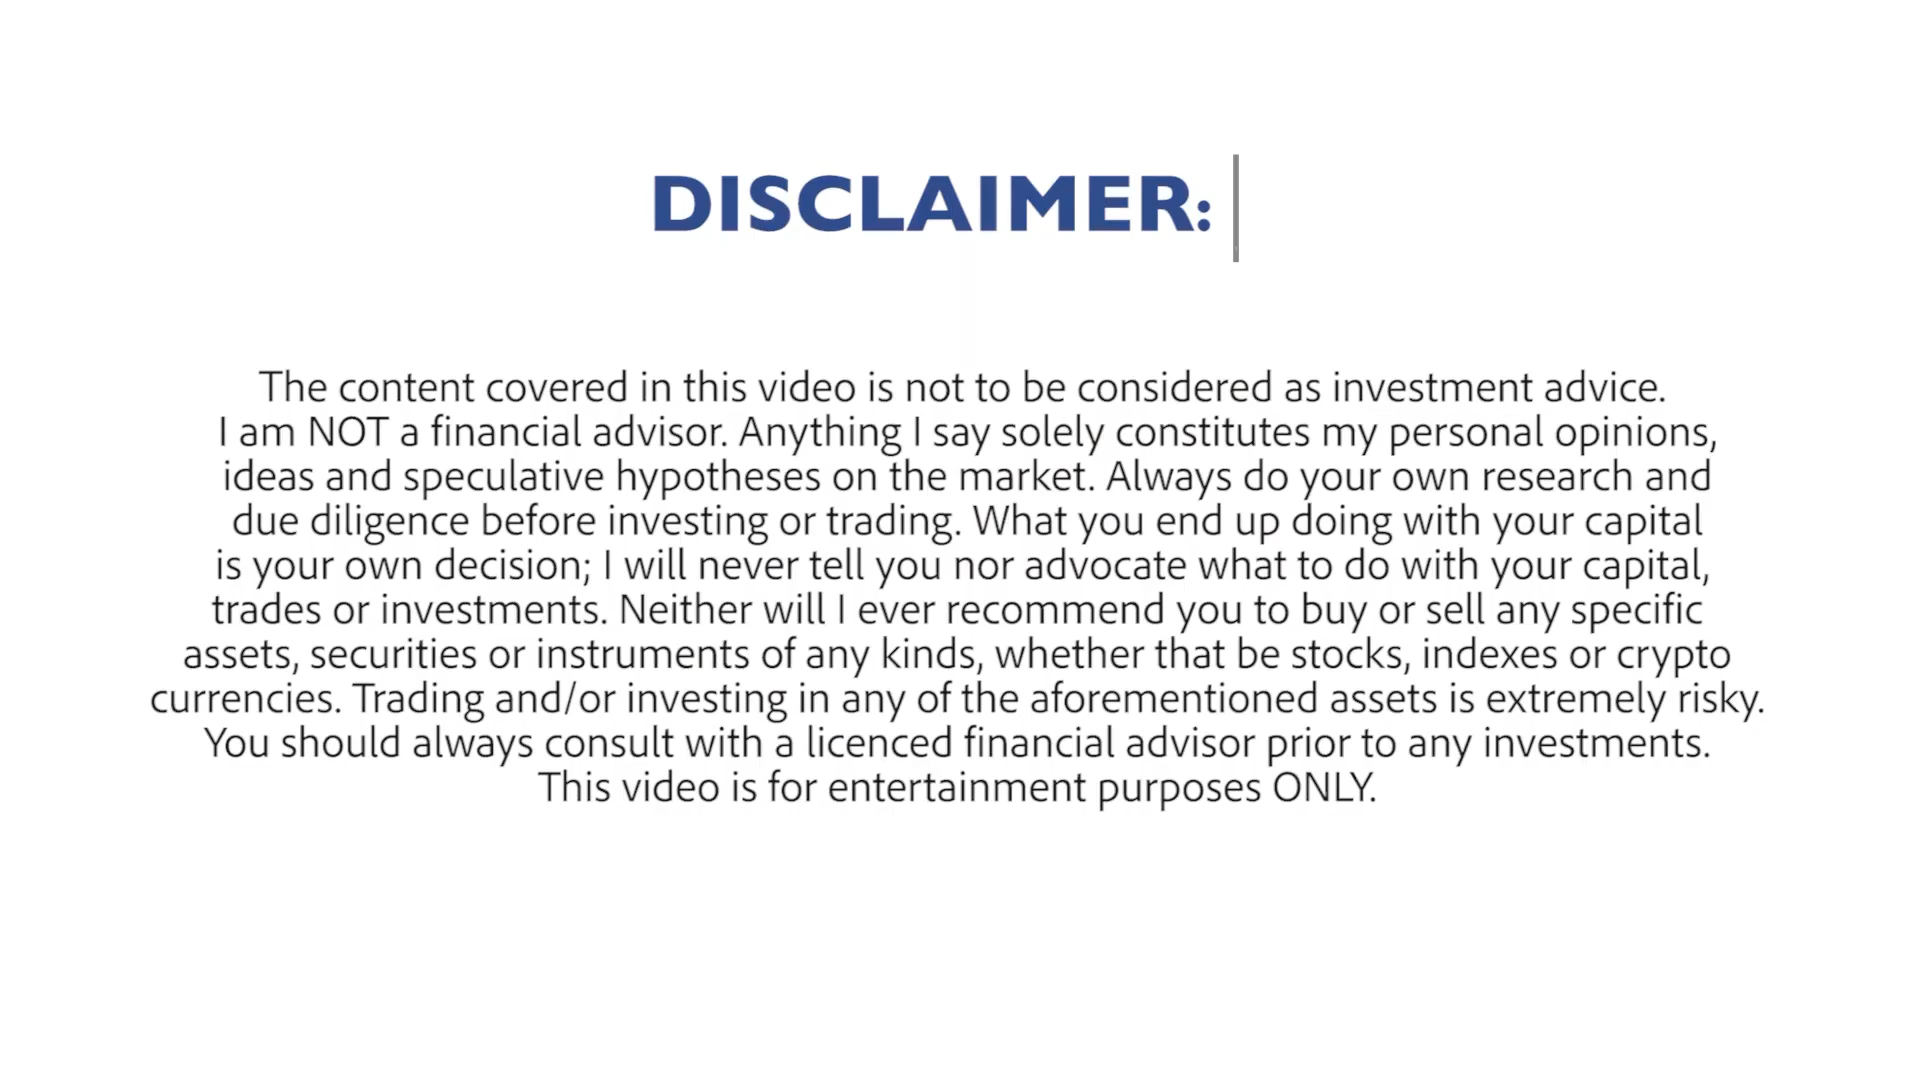 DISCLAIMER:
The content covered in this video is not to be considered as investment advice.
I am NOT a financial advisor. Anything I say solely constitutes my personal opinions,
ideas and speculative hypotheses on the market. Always do your own research and
due diligence before investing or trading. What you end up doing with your capital
is your own decision; I will never tell you nor advocate what to do with your capital,
trades or investments. Neither will I ever recommend you to buy or sell any specific
assets, securities or instruments of any kinds, whether that be stocks, indexes or crypto
currencies. Trading and/or investing in any of the aforementioned assets is extremely risky.
You should always consult with a licenced financial advisor prior to any investments.
This video is for entertainment purposes ONLY.